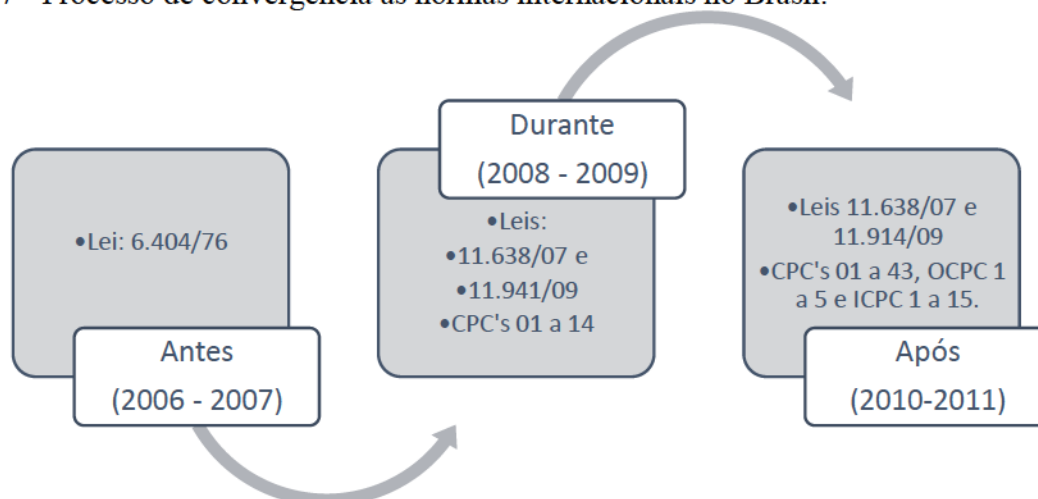 7 - Processo de convergência às normas internacionais no Brasil.
•Lei: 6.404/76
Antes
(2006 - 2007)
Durante
(2008 - 2009)
•Leis:
•11.638/07 e
•11.941/09
•CPC's 01 a 14
•Leis 11.638/07 e
11.914/09
•CPC's 01 a 43, OCPC 1
a 5 e ICPC 1 a 15.
Após
(2010-2011)